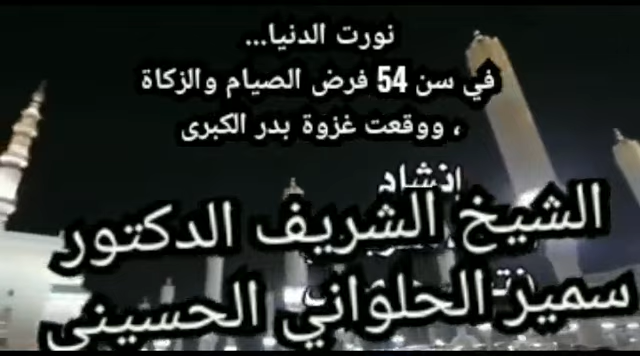 نورت الدنيا...
في سن 54 فرض الصيام والزكاة
، ووقعت غزوة بدر الكبرى
إنشاد
الشيخ الشريف الدكتور
سمير الحلواني الحسيني